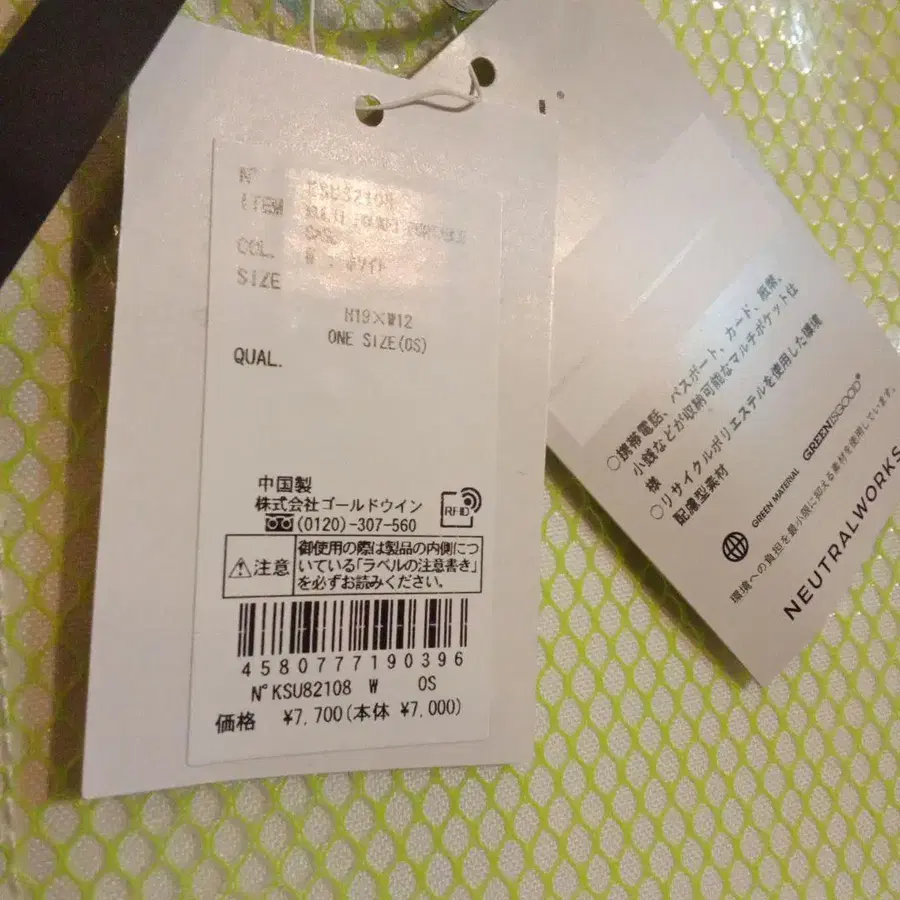 N° KSU82108
ITEM
COL. W : ホワイト
SIZE
H19×W12
ONE SIZE(OS)
QUAL.
中国製
株式会社ゴールドウイン
(0120)-307-560
RFID
注意
御使用の際は製品の内側に
ついている「ラベルの注意書き」
を必ずお読みください。
4580777190396
N°KSU82108 W OS
価格 ¥7,700(本体 ¥7,000)
○携帯電話、パスポート、カード、紙幣、
小銭などが収納可能なマルチポケット仕
様
○リサイクルポリエステルを使用した環境
配慮型素材
GREEN MATERIAL GREENISGOOD®
環境への負担を最小限に抑える素材を使用しています。
NEUTRALWORKS